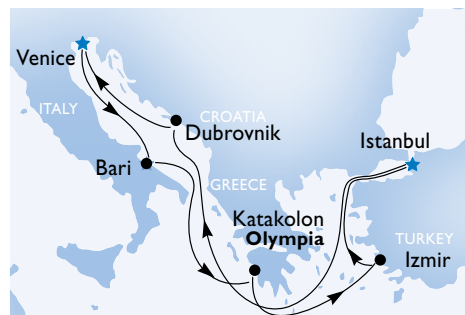 Venice
ITALY
CROATIA
Dubrovnik
Istanbul
Bari
GREECE
Katakolon
Olympia
TURKEY
Izmir